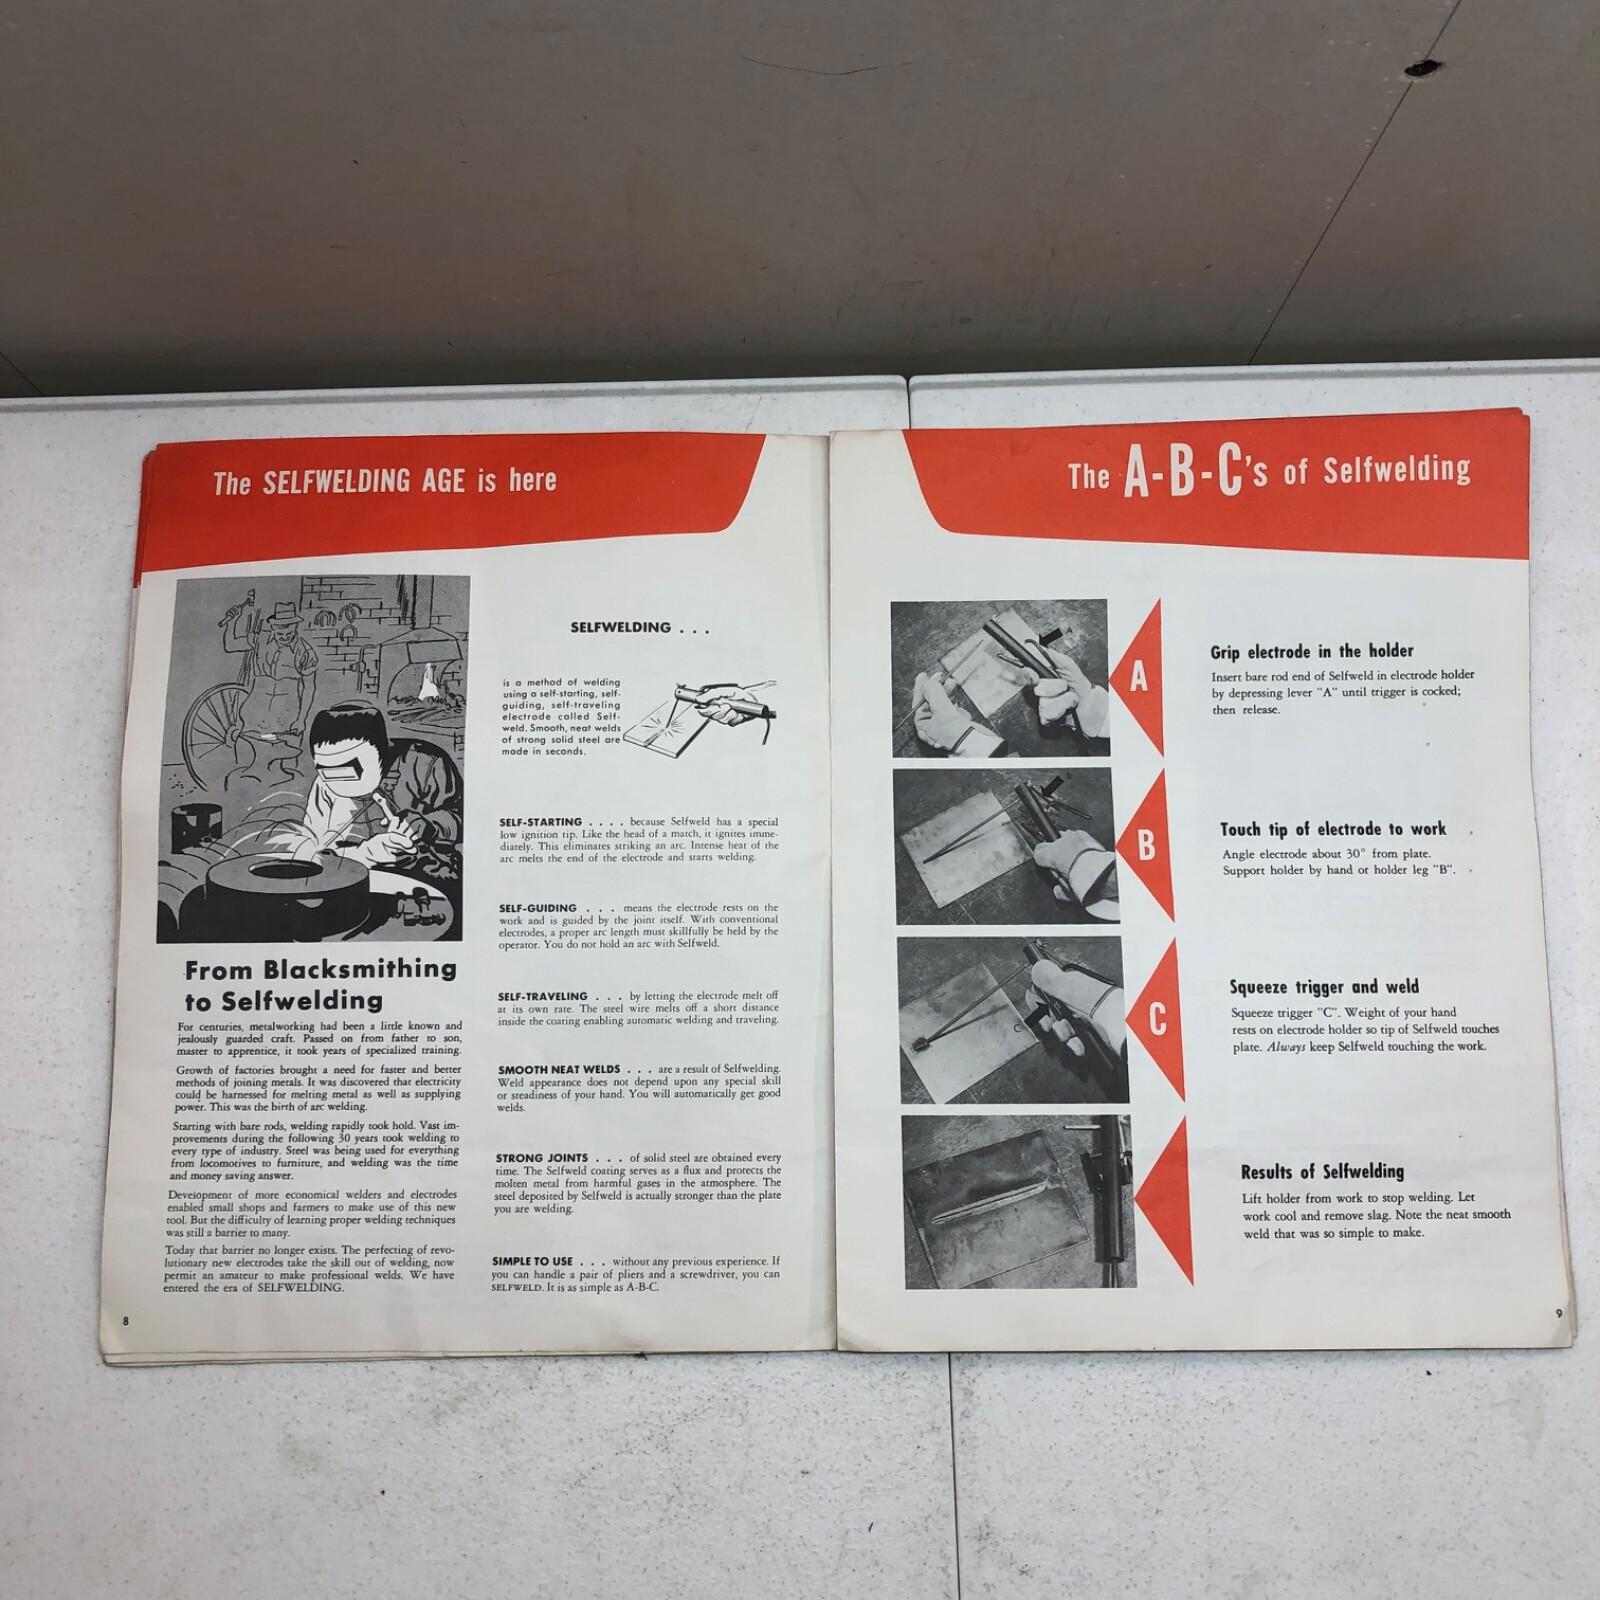 The SELFWELDING AGE is here
From Blacksmithing
to Selfwelding
For centuries, metalworking had been a little known and
jealously guarded craft. Passed on from father to son,
master to apprentice, it took years of specialized training.
Growth of factories brought a need for faster and better
methods of joining metals. It was discovered that electricity
could be harnessed for melting metal as well as supplying
power. This was the birth of arc welding.
Starting with bare rods, welding rapidly took hold. Vast im-
provements during the following 30 years took welding to
every type of industry. Steel was being used for everything
from locomotives to furniture, and welding was the time
and money saving answer.
Development of more economical welders and electrodes
enabled small shops and farmers to make use of this new
tool. But the difficulty of learning proper welding techniques
was still a barrier to many.
Today that barrier no longer exists. The perfecting of revo-
lutionary new electrodes take the skill out of welding, now
permit an amateur to make professional welds. We have
entered the era of SELFWELDING.
8
SELFWELDING . . .
is a method of welding
using a self-starting, self-
guiding, self-traveling
electrode called Self-
weld. Smooth, neat welds
of strong solid steel are
made in seconds.
SELF-STARTING . . . . because Selfweld has a special
low ignition tip. Like the head of a match, it ignites imme-
diately. This eliminates striking an arc. Intense heat of the
arc melts the end of the electrode and starts welding.
SELF-GUIDING . . . means the electrode rests on the
work and is guided by the joint itself. With conventional
electrodes, a proper arc length must skillfully be held by the
operator. You do not hold an arc with Selfweld.
SELF-TRAVELING . . . by letting the electrode melt off
at its own rate. The steel wire melts off a short distance
inside the coating enabling automatic welding and traveling.
SMOOTH NEAT WELDS . . . are a result of Selfwelding.
Weld appearance does not depend upon any special skill
or steadiness of your hand. You will automatically get good
welds.
STRONG JOINTS . . . of solid steel are obtained every
time. The Selfweld coating serves as a flux and protects the
molten metal from harmful gases in the atmosphere. The
steel deposited by Selfweld is actually stronger than the plate
you are welding.
SIMPLE TO USE . . . without any previous experience. If
you can handle a pair of pliers and a screwdriver, you can
SELFWELD. It is as simple as A-B-C.
The A-B-C's of Selfwelding
A
Grip electrode in the holder
Insert bare rod end of Selfweld in electrode holder
by depressing lever "A" until trigger is cocked;
then release.
B
Touch tip of electrode to work
Angle electrode about 30° from plate.
Support holder by hand or holder leg "B".
C
C
Squeeze trigger and weld
Squeeze trigger "C". Weight of your hand
rests on electrode holder so tip of Selfweld touches
plate. Always keep Selfweld touching the work.
Results of Selfwelding
Lift holder from work to stop welding. Let
work cool and remove slag. Note the neat smooth
weld that was so simple to make.
9